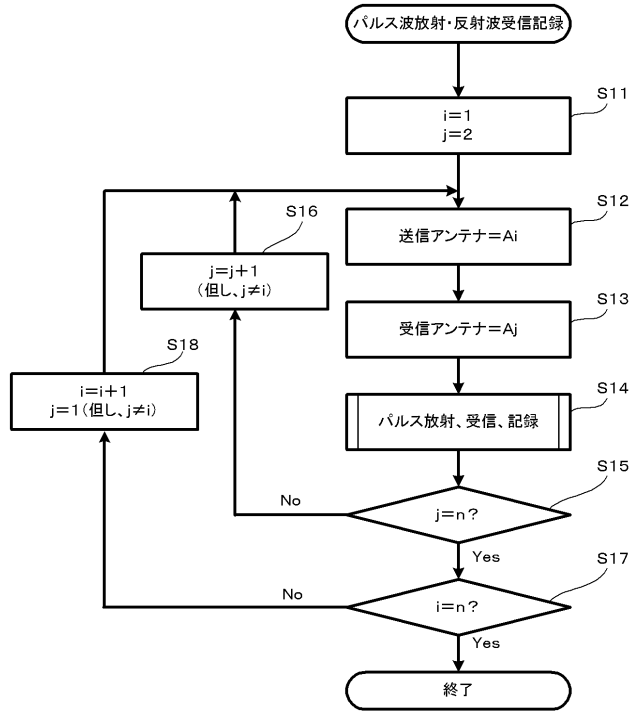 パルス波放射・反射波受信記録
S11
i＝1
j＝2
S12
送信アンテナ＝Ai
S16
j＝j＋1
（但し、j≠i）
S13
受信アンテナ＝Aj
S18
i＝i＋1
j＝1（但し、j≠i）
S14
パルス放射、受信、記録
S15
j＝n？
No
Yes
S17
i＝n？
No
Yes
終了